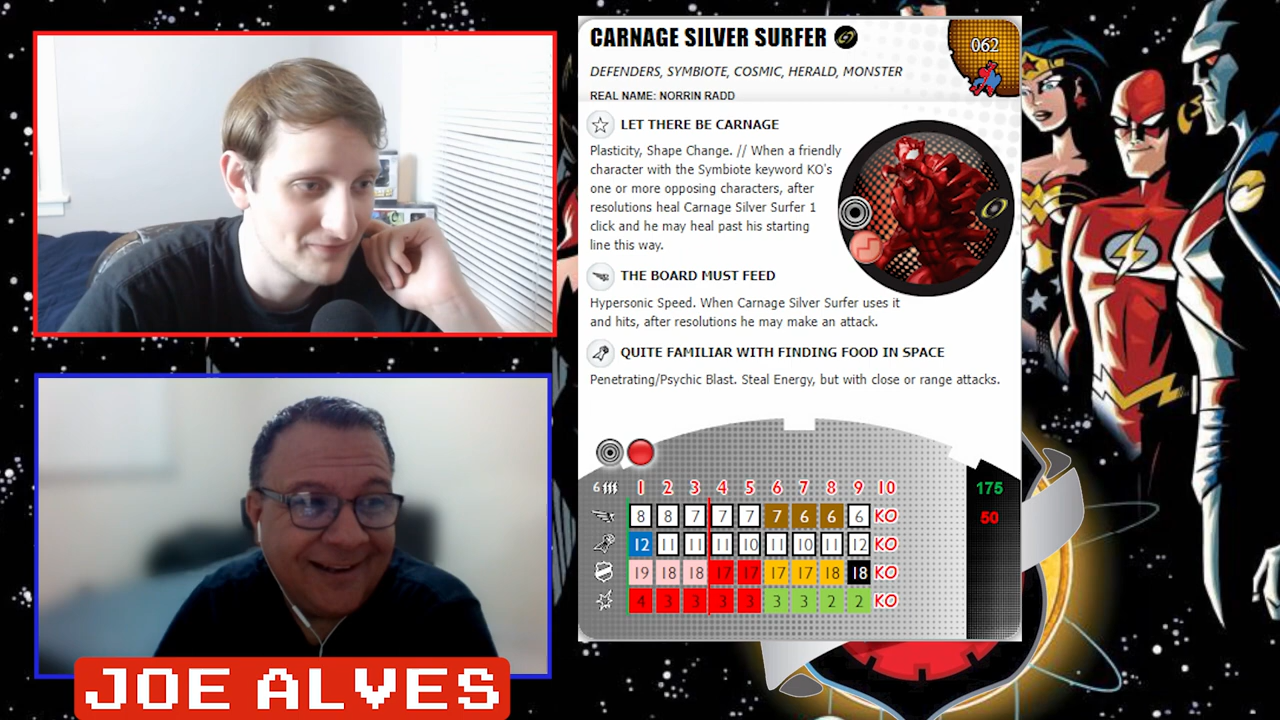 CARNAGE SILVER SURFER
062
DEFENDERS, SYMBIOTE, COSMIC, HERALD, MONSTER
REAL NAME: NORRIN RADD
LET THERE BE CARNAGE
Plasticity, Shape Change. // When a friendly
character with the Symbiote keyword KO's
one or more opposing characters, after
resolutions heal Carnage Silver Surfer 1
click and he may heal past his starting
line this way.
THE BOARD MUST FEED
Hypersonic Speed. When Carnage Silver Surfer uses it
and hits, after resolutions he may make an attack.
QUITE FAMILIAR WITH FINDING FOOD IN SPACE
Penetrating/Psychic Blast. Steal Energy, but with close or range attacks.
6 1 2 3 4 5 6 7 8 9 10 175
8 8 7 7 7 7 6 6 6 KO 50
12 11 11 11 10 11 10 11 12 KO
19 18 18 17 17 17 17 18 18 KO
4 3 3 3 3 3 3 2 2 KO
JOE ALVES